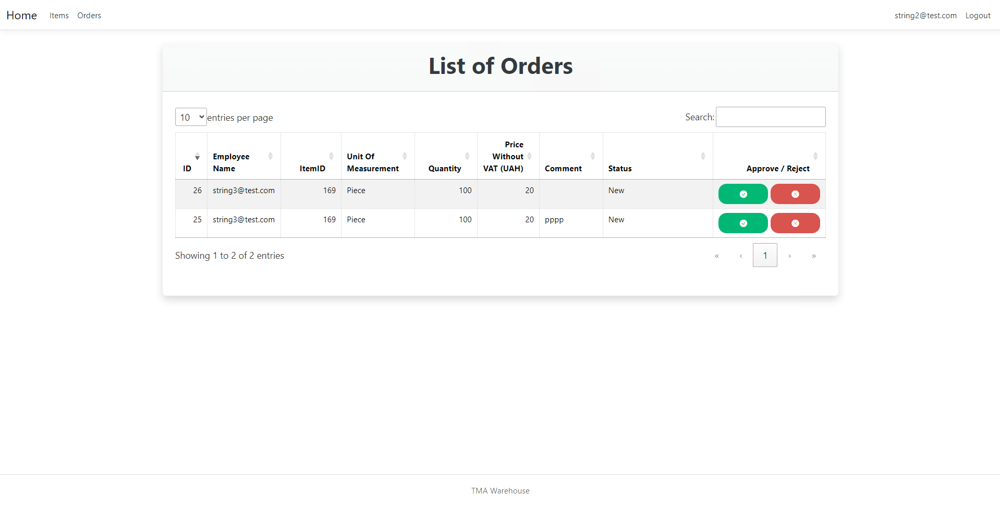 Home Items Orders string2@test.com Logout
List of Orders
10 entries per page Search:
ID Employee Name ItemID Unit Of Measurement Quantity Price Without VAT (UAH) Comment Status Approve / Reject
26 string3@test.com 169 Piece 100 20 New
25 string3@test.com 169 Piece 100 20 pppp New
Showing 1 to 2 of 2 entries « ‹ 1 › »
TMA Warehouse